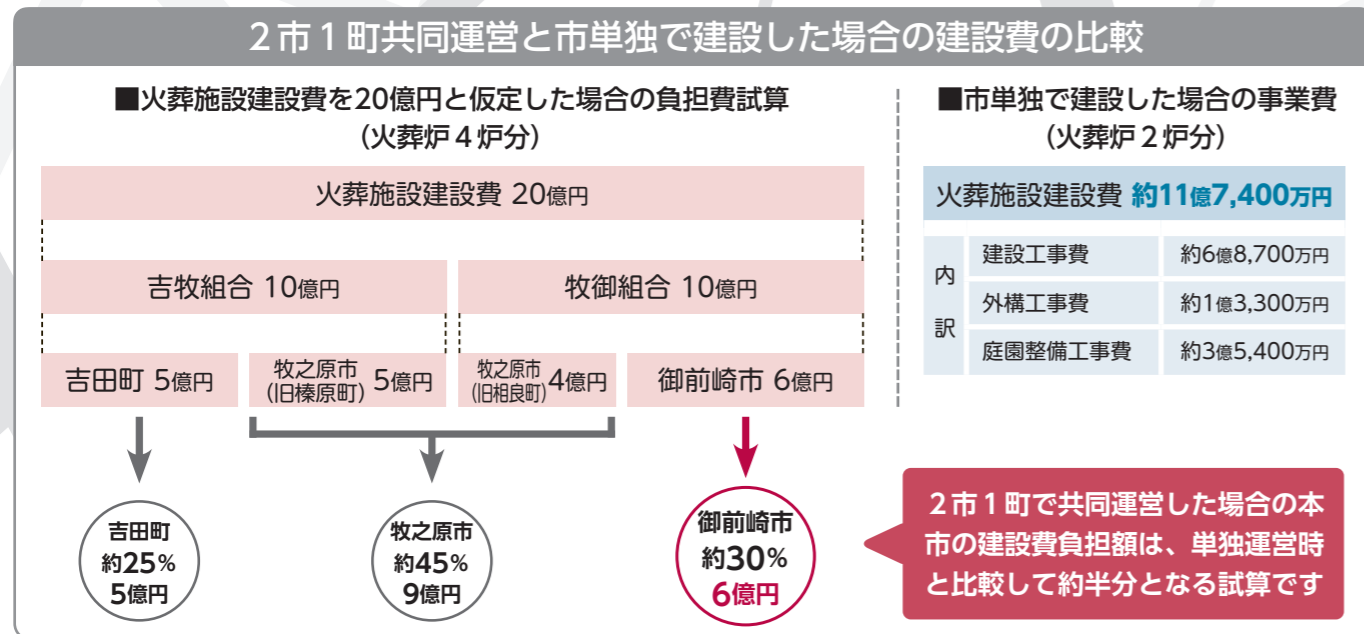 ２市１町共同運営と市単独で建設した場合の建設費の比較
■火葬施設建設費を20億円と仮定した場合の負担費試算
（火葬炉４炉分）
火葬施設建設費 20億円
吉牧組合 10億円
牧御組合 10億円
吉田町 5億円
牧之原市
(旧榛原町) 5億円
牧之原市
(旧相良町) 4億円
御前崎市 6億円
吉田町
約25%
5億円
牧之原市
約45%
9億円
御前崎市
約30%
6億円
■市単独で建設した場合の事業費
（火葬炉２炉分）
火葬施設建設費 約11億7,400万円
内訳
建設工事費 約6億8,700万円
外構工事費 約1億3,300万円
庭園整備工事費 約3億5,400万円
２市１町で共同運営した場合の本
市の建設費負担額は、単独運営時
と比較して約半分となる試算です